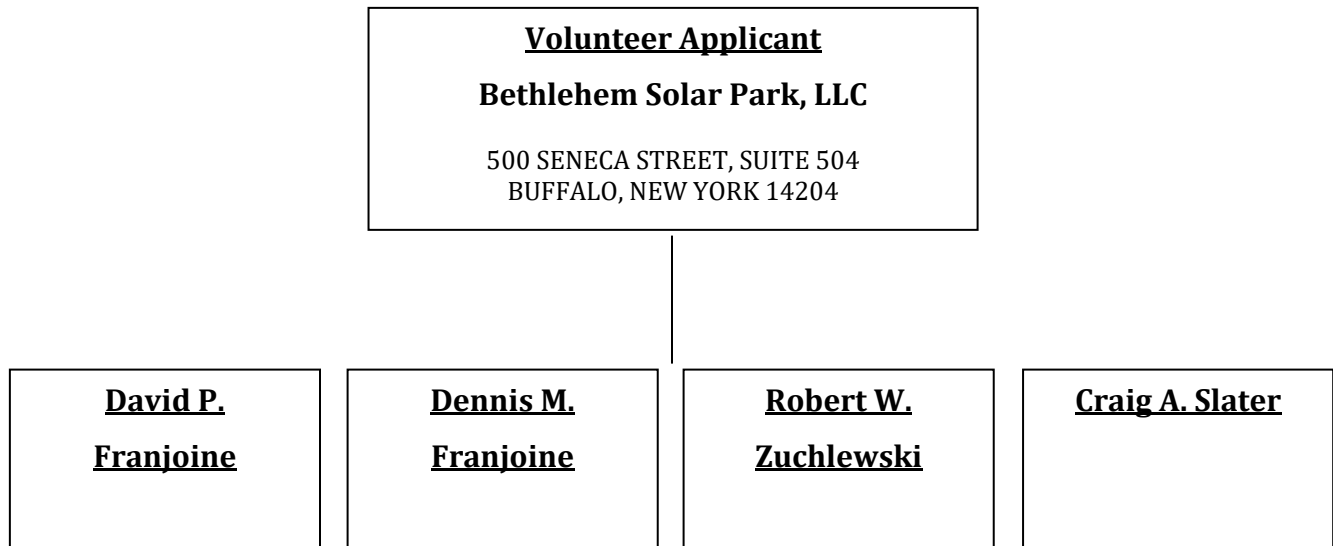 Volunteer Applicant
Bethlehem Solar Park, LLC
500 SENECA STREET, SUITE 504
BUFFALO, NEW YORK 14204
David P.
Franjoine
Dennis M.
Franjoine
Robert W.
Zuchlewski
Craig A. Slater